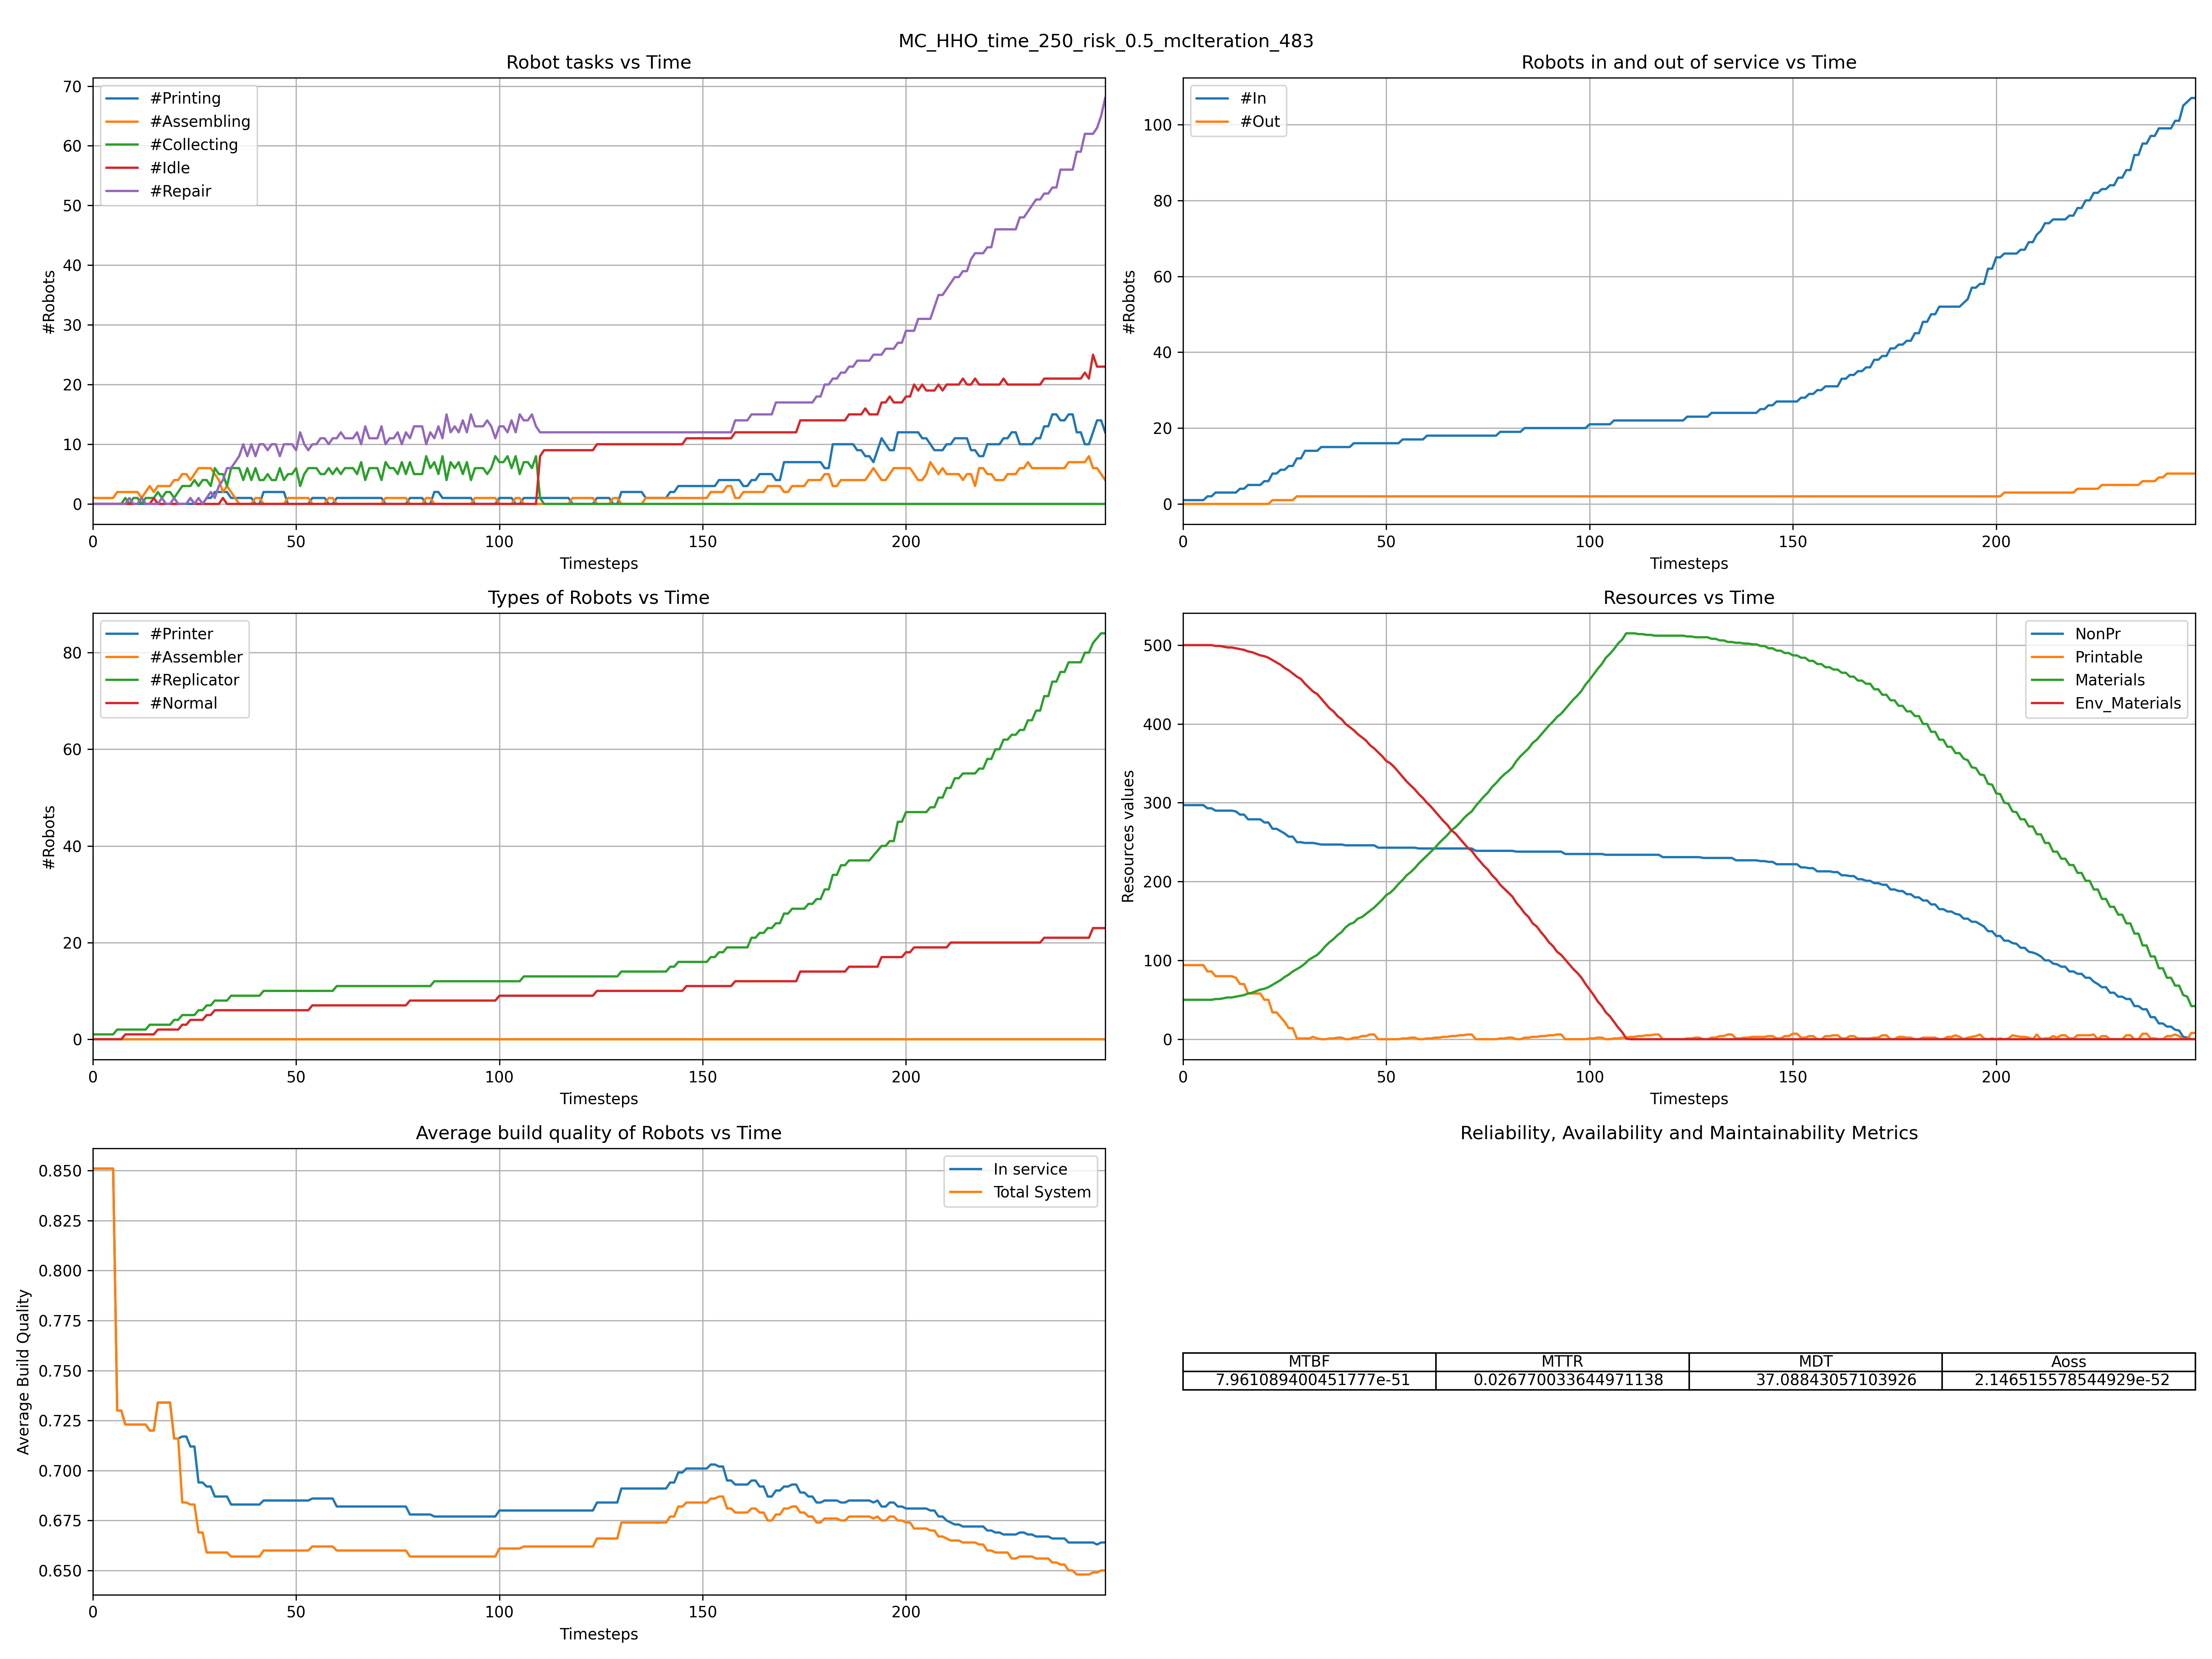 MC_HHO_time_250_risk_0.5_mcIteration_483
Robot tasks vs Time
70
60
50
40
30
20
10
0
#Robots
#Printing
#Assembling
#Collecting
#Idle
#Repair
0 50 100 150 200
Timesteps
Robots in and out of service vs Time
100
80
60
40
20
0
#Robots
#In
#Out
0 50 100 150 200
Timesteps
Types of Robots vs Time
80
60
40
20
0
#Robots
#Printer
#Assembler
#Replicator
#Normal
0 50 100 150 200
Timesteps
Resources vs Time
500
400
300
200
100
0
Resources values
NonPr
Printable
Materials
Env_Materials
0 50 100 150 200
Timesteps
Average build quality of Robots vs Time
0.850
0.825
0.800
0.775
0.750
0.725
0.700
0.675
0.650
Average Build Quality
In service
Total System
0 50 100 150 200
Timesteps
Reliability, Availability and Maintainability Metrics
MTBF MTTR MDT Aoss
7.961089400451777e-51 0.026770033644971138 37.08843057103926 2.146515578544929e-52